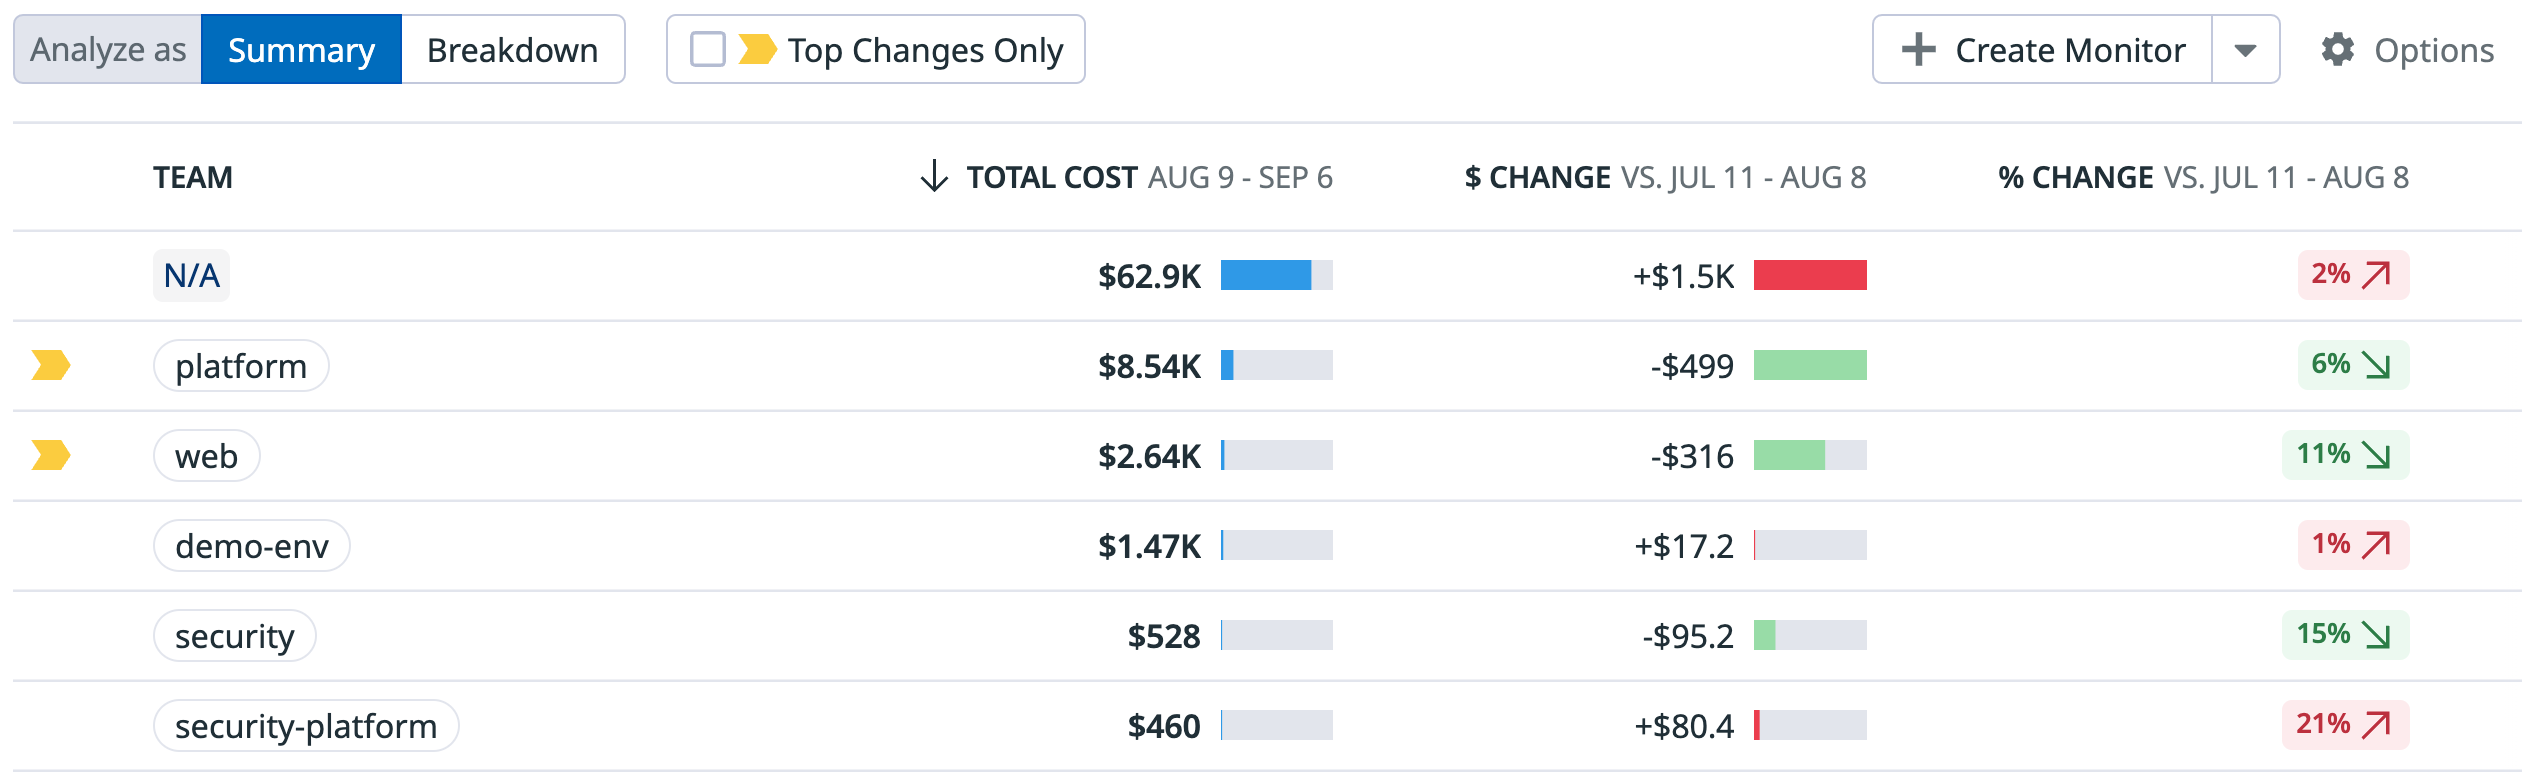 Analyze as Summary Breakdown Top Changes Only Create Monitor Options
TEAM TOTAL COST AUG 9 - SEP 6 $ CHANGE VS. JUL 11 - AUG 8 % CHANGE VS. JUL 11 - AUG 8
N/A $62.9K +$1.5K 2%
platform $8.54K -$499 6%
web $2.64K -$316 11%
demo-env $1.47K +$17.2 1%
security $528 -$95.2 15%
security-platform $460 +$80.4 21%